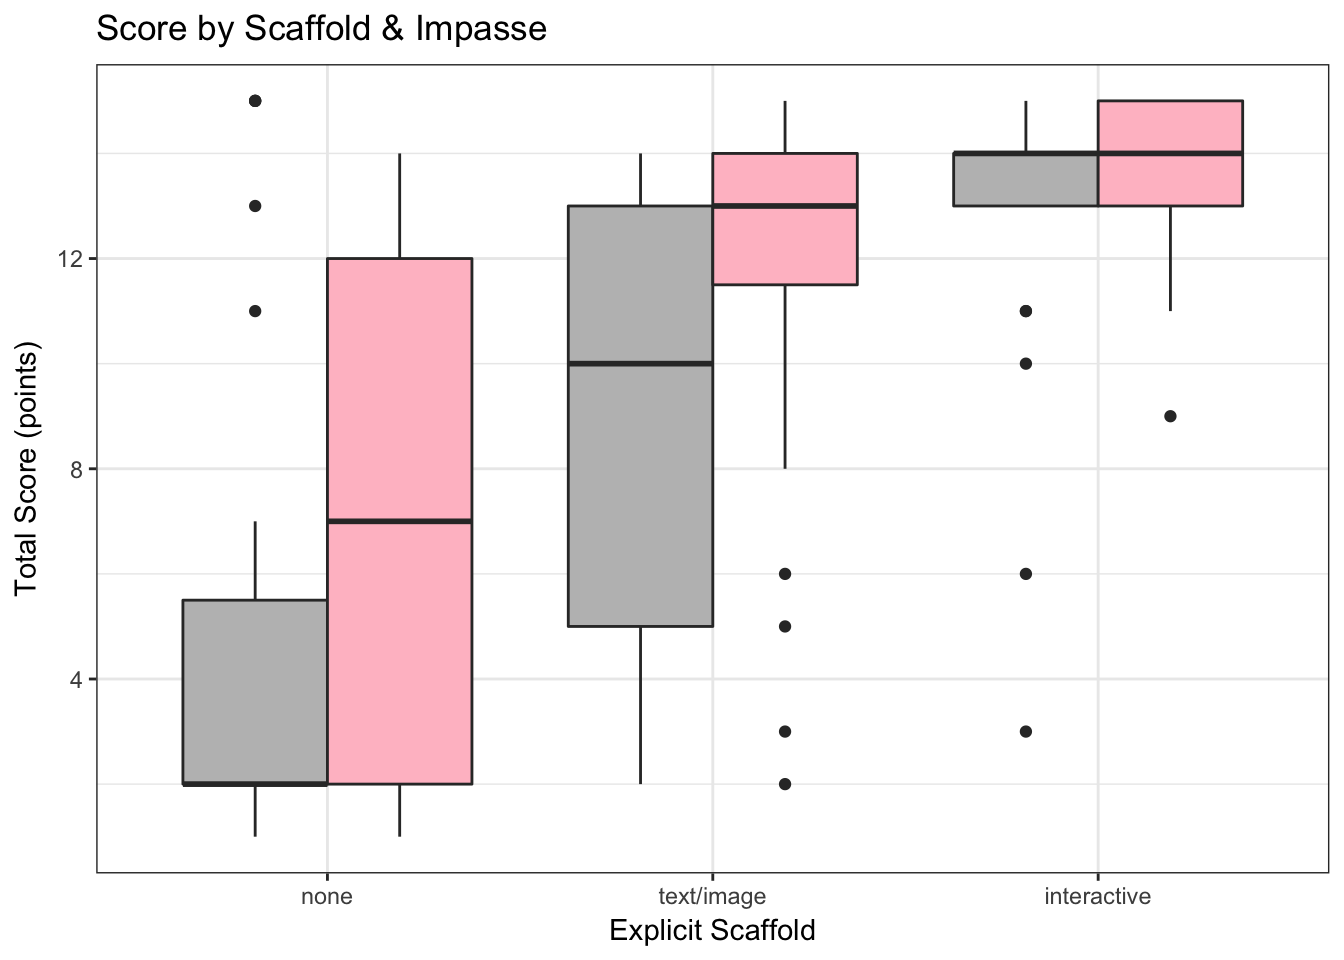 Score by Scaffold & Impasse
Total Score (points)
12
8
4
none
text/image
interactive
Explicit Scaffold